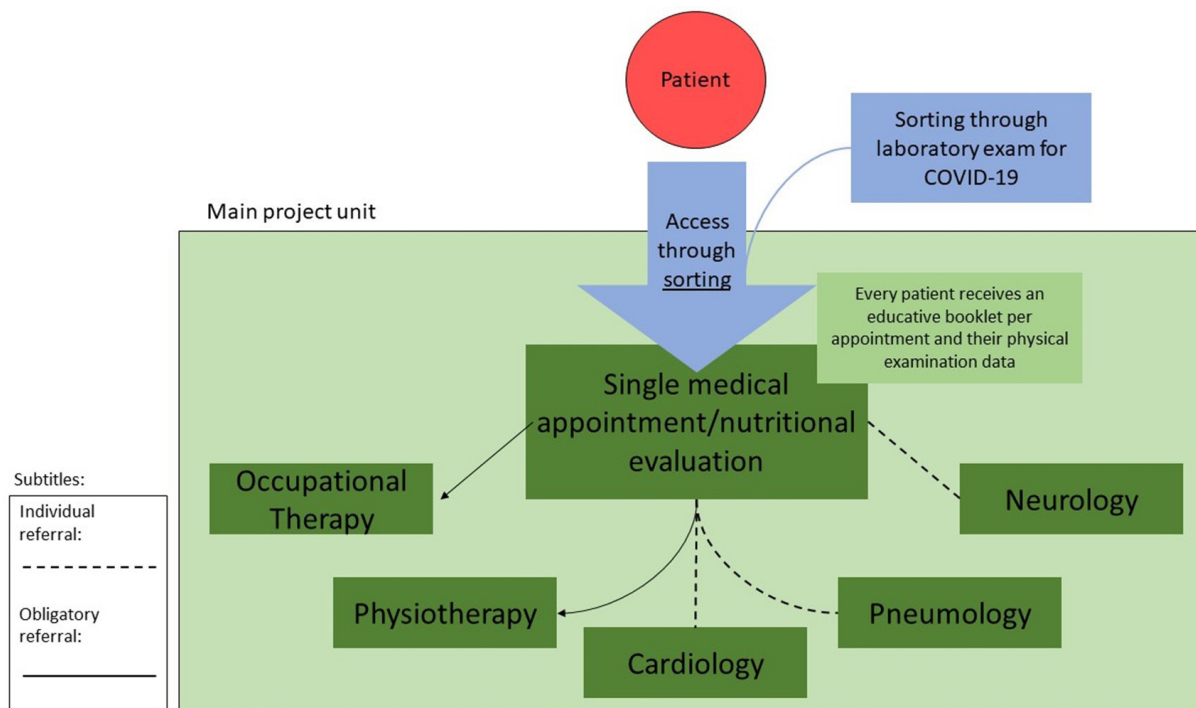 Patient
Sorting through
laboratory exam for
COVID-19
Main project unit
Access
through
sorting
Every patient receives an
educative booklet per
appointment and their physical
examination data
Single medical
appointment/nutritional
evaluation
Occupational
Therapy
Neurology
Physiotherapy
Pneumology
Cardiology
Subtitles:
Individual
referral:
Obligatory
referral: